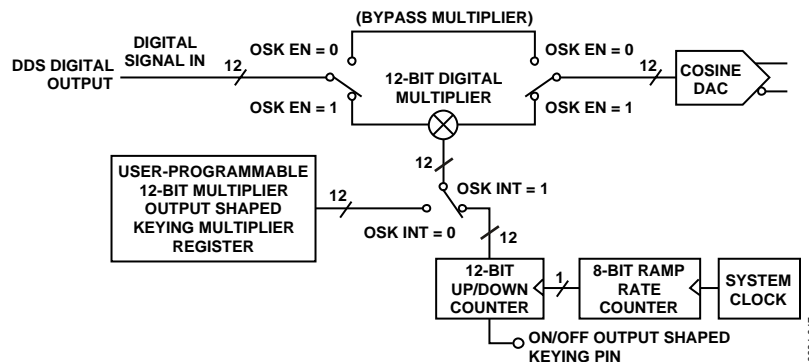 (BYPASS MULTIPLIER)
DIGITAL
SIGNAL IN
DDS DIGITAL
OUTPUT
12
OSK EN = 0
OSK EN = 1
12-BIT DIGITAL
MULTIPLIER
OSK EN = 0
OSK EN = 1
12
COSINE
DAC
12
USER-PROGRAMMABLE
12-BIT MULTIPLIER
OUTPUT SHAPED
KEYING MULTIPLIER
REGISTER
12
OSK INT = 1
OSK INT = 0
12
12-BIT
UP/DOWN
COUNTER
1
8-BIT RAMP
RATE
COUNTER
SYSTEM
CLOCK
ON/OFF OUTPUT SHAPED
KEYING PIN